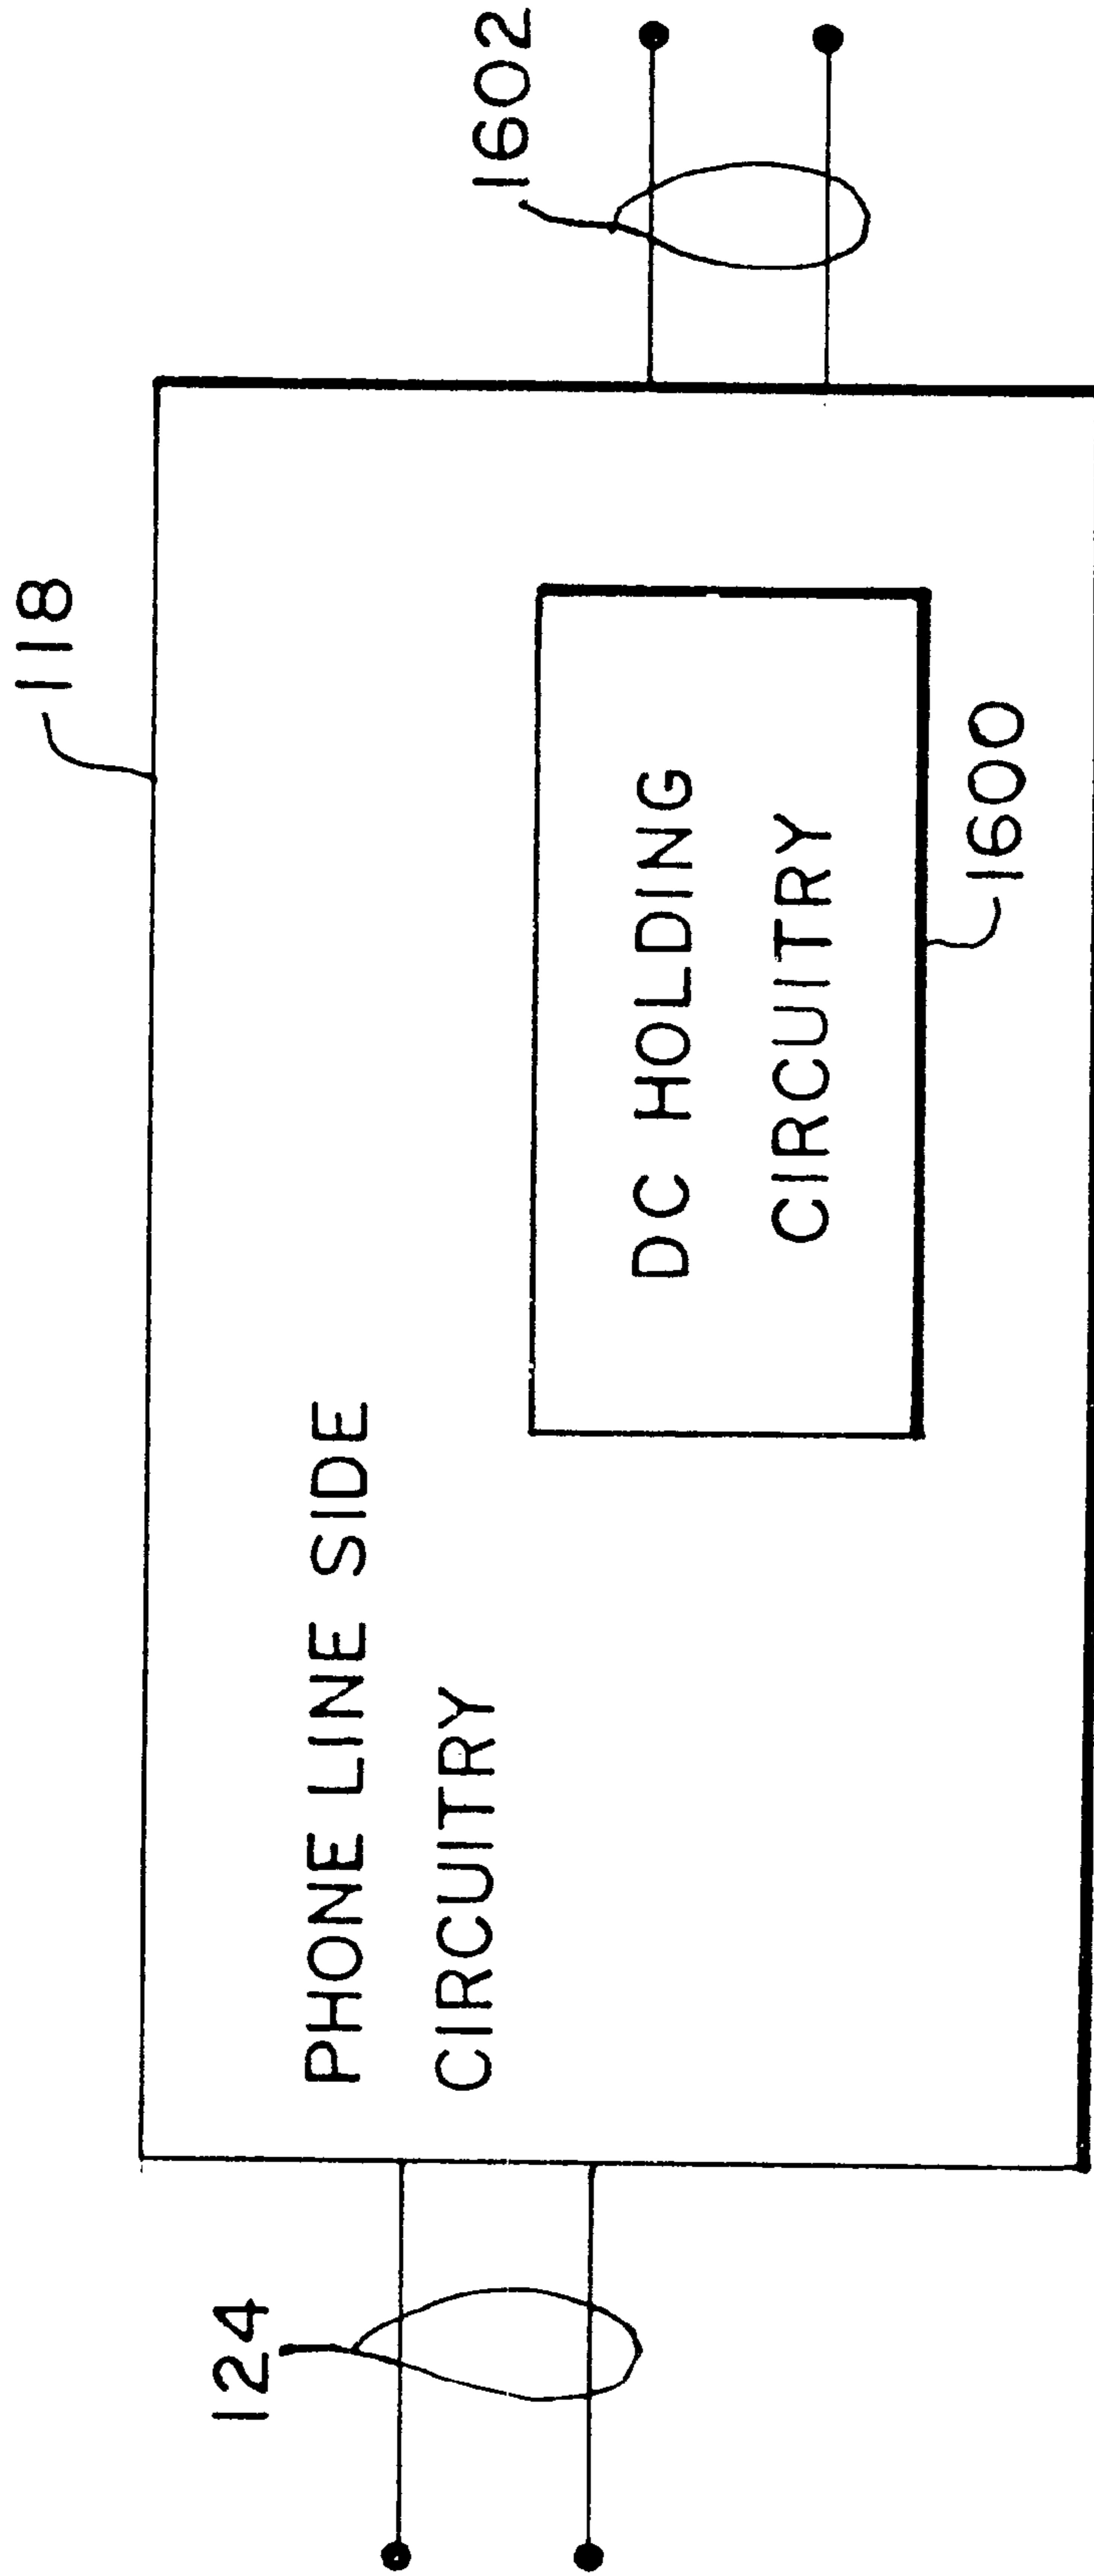 118
1602
PHONE LINE SIDE
CIRCUITRY
124
DC HOLDING
CIRCUITRY
1600